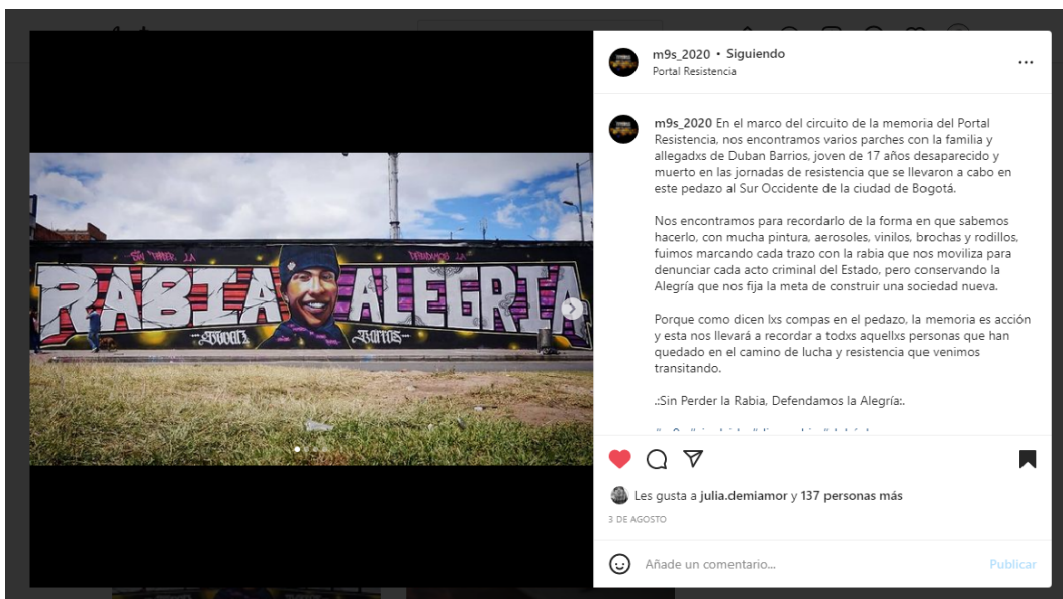 SIN PERDER LA
DEFENDAMOS LA
RABIA ALEGRIA
Duban Barrios
m9s_2020 • Siguiendo
Portal Resistencia
m9s_2020 En el marco del circuito de la memoria del Portal
Resistencia, nos encontramos varios parches con la familia y
allegadxs de Duban Barrios, joven de 17 años desaparecido y
muerto en las jornadas de resistencia que se llevaron a cabo en
este pedazo al Sur Occidente de la ciudad de Bogotá.
Nos encontramos para recordarlo de la forma en que sabemos
hacerlo, con mucha pintura, aerosoles, vinilos, brochas y rodillos,
fuimos marcando cada trazo con la rabia que nos moviliza para
denunciar cada acto criminal del Estado, pero conservando la
Alegría que nos fija la meta de construir una sociedad nueva.
Porque como dicen lxs compas en el pedazo, la memoria es acción
y esta nos llevará a recordar a todxs aquellxs personas que han
quedado en el camino de lucha y resistencia que venimos
transitando.
.:Sin Perder la Rabia, Defendamos la Alegría:.
Les gusta a julia.demiamor y 137 personas más
3 DE AGOSTO
Añade un comentario...
Publicar